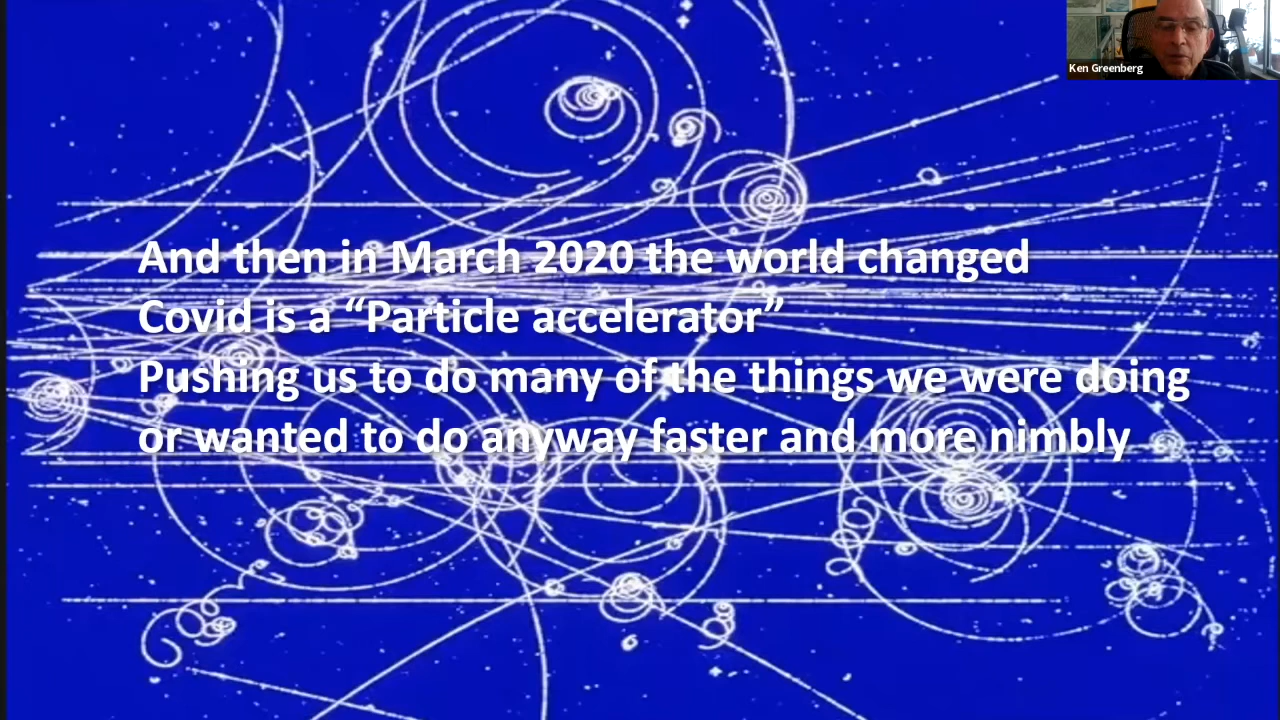 Ken Greenberg
And then in March 2020 the world changed
Covid is a “Particle accelerator”
Pushing us to do many of the things we were doing
or wanted to do anyway faster and more nimbly